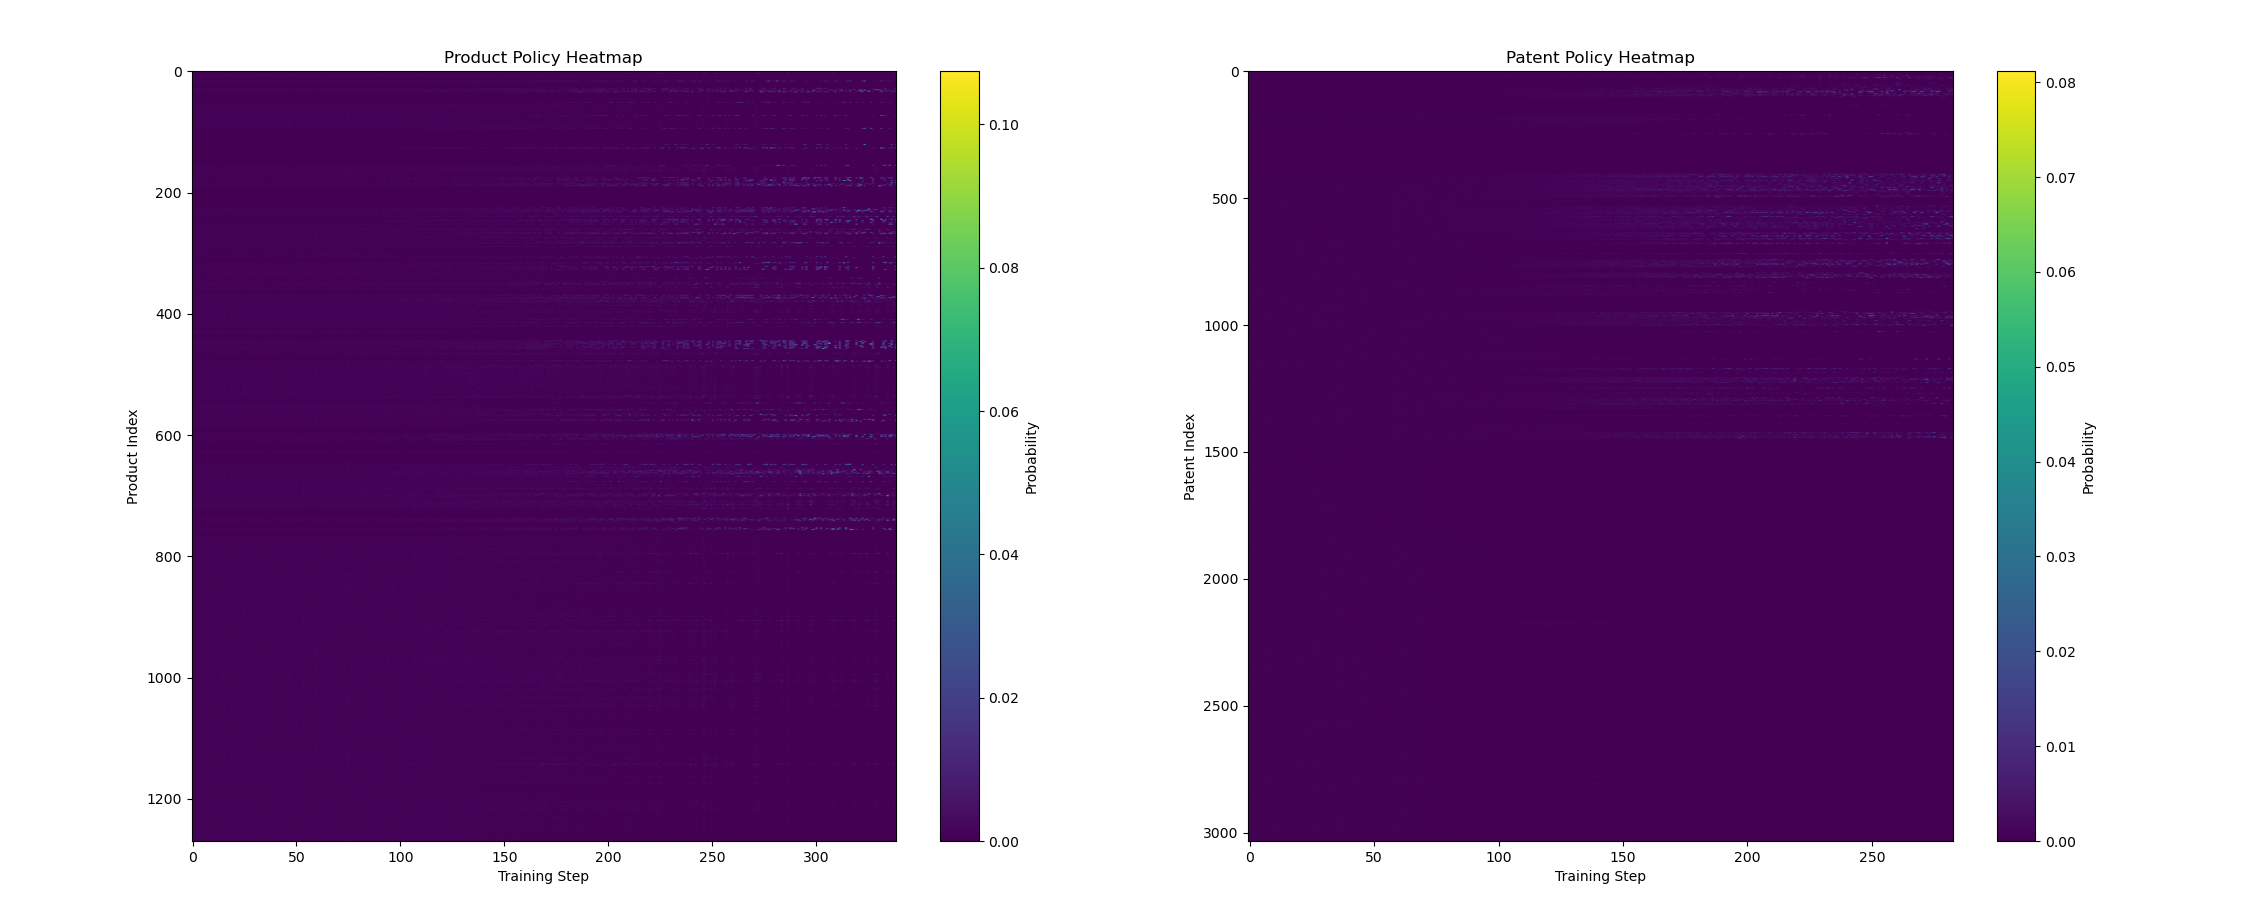 Product Policy Heatmap
0
200
400
600
800
1000
1200
Product Index
0 50 100 150 200 250 300
Training Step
0.10
0.08
0.06
0.04
0.02
0.00
Probability
Patent Policy Heatmap
0
500
1000
1500
2000
2500
3000
Patent Index
0 50 100 150 200 250
Training Step
0.08
0.07
0.06
0.05
0.04
0.03
0.02
0.01
0.00
Probability